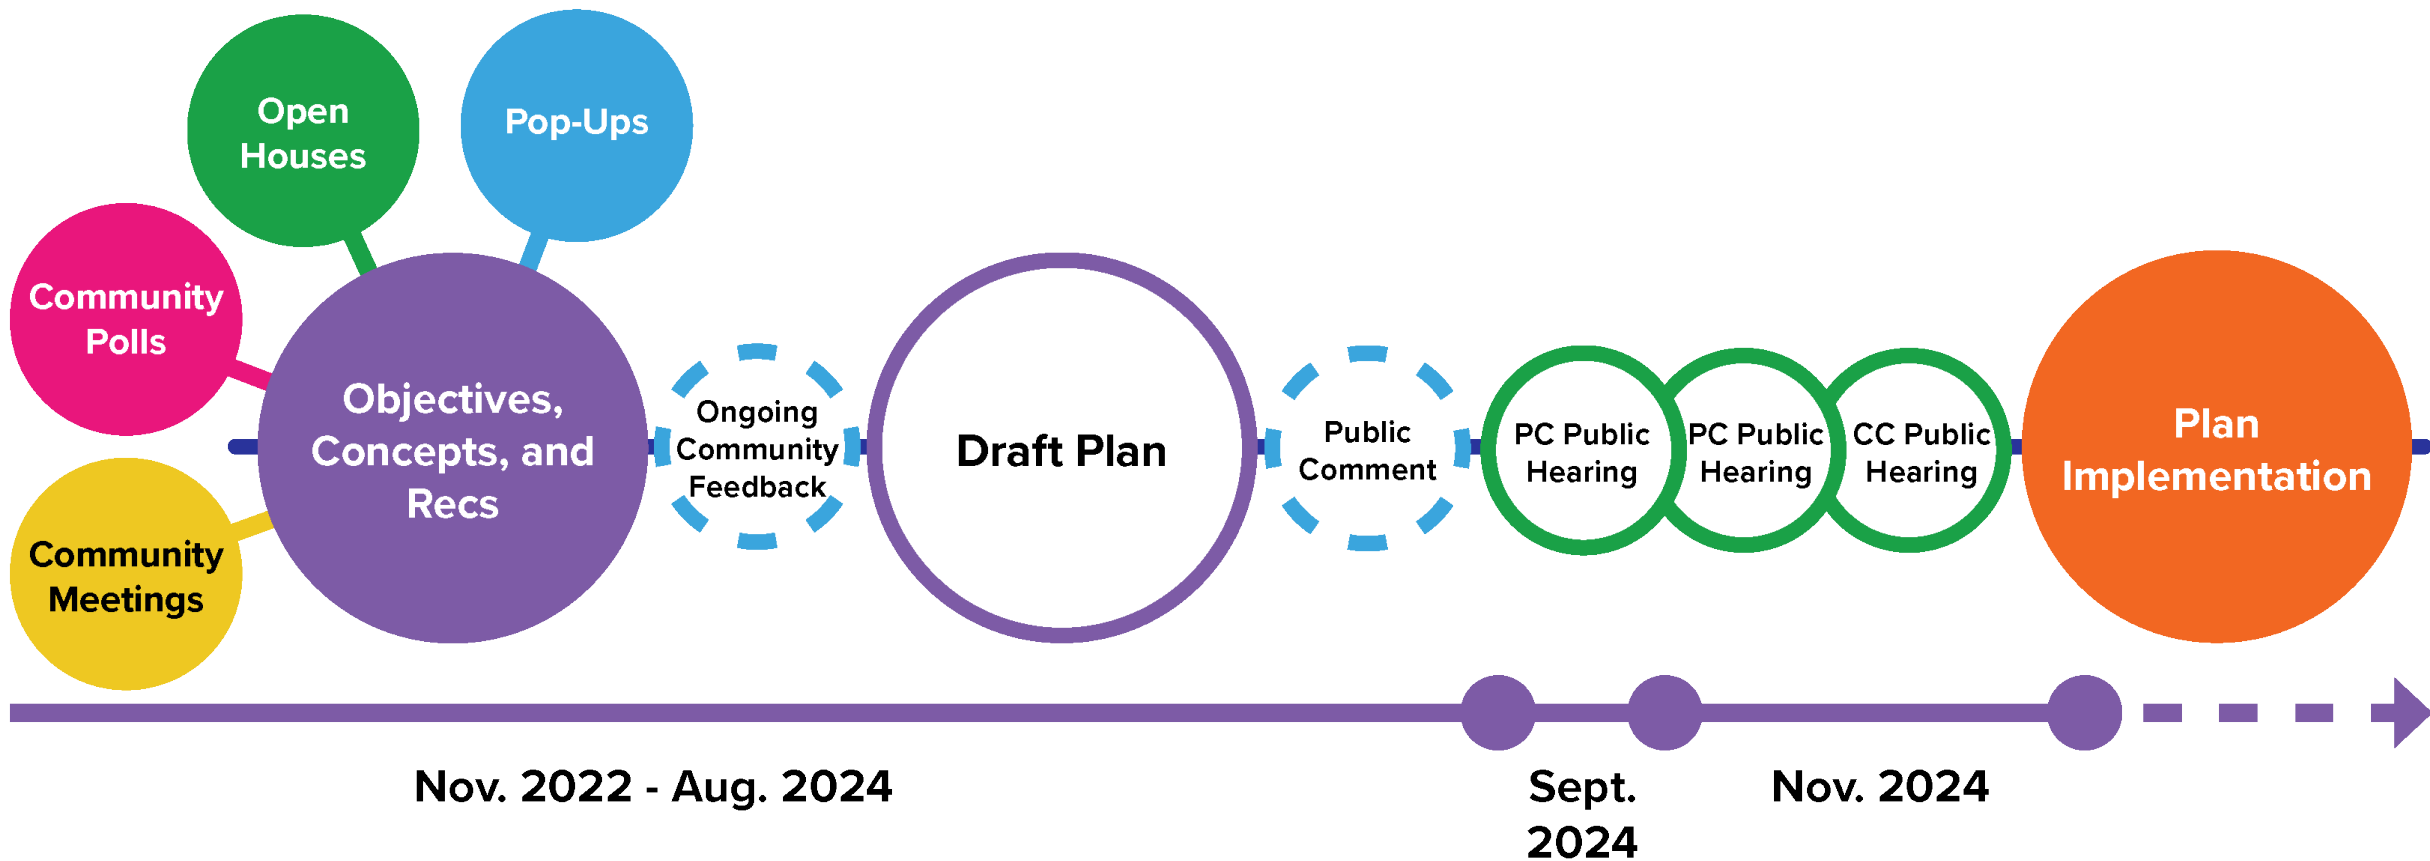 Open
Houses
Pop-Ups
Community
Polls
Community
Meetings
Objectives,
Concepts, and
Recs
Ongoing
Community
Feedback
Draft Plan
Public
Comment
PC Public
Hearing
PC Public
Hearing
CC Public
Hearing
Plan
Implementation
Nov. 2022 - Aug. 2024
Sept.
2024
Nov. 2024